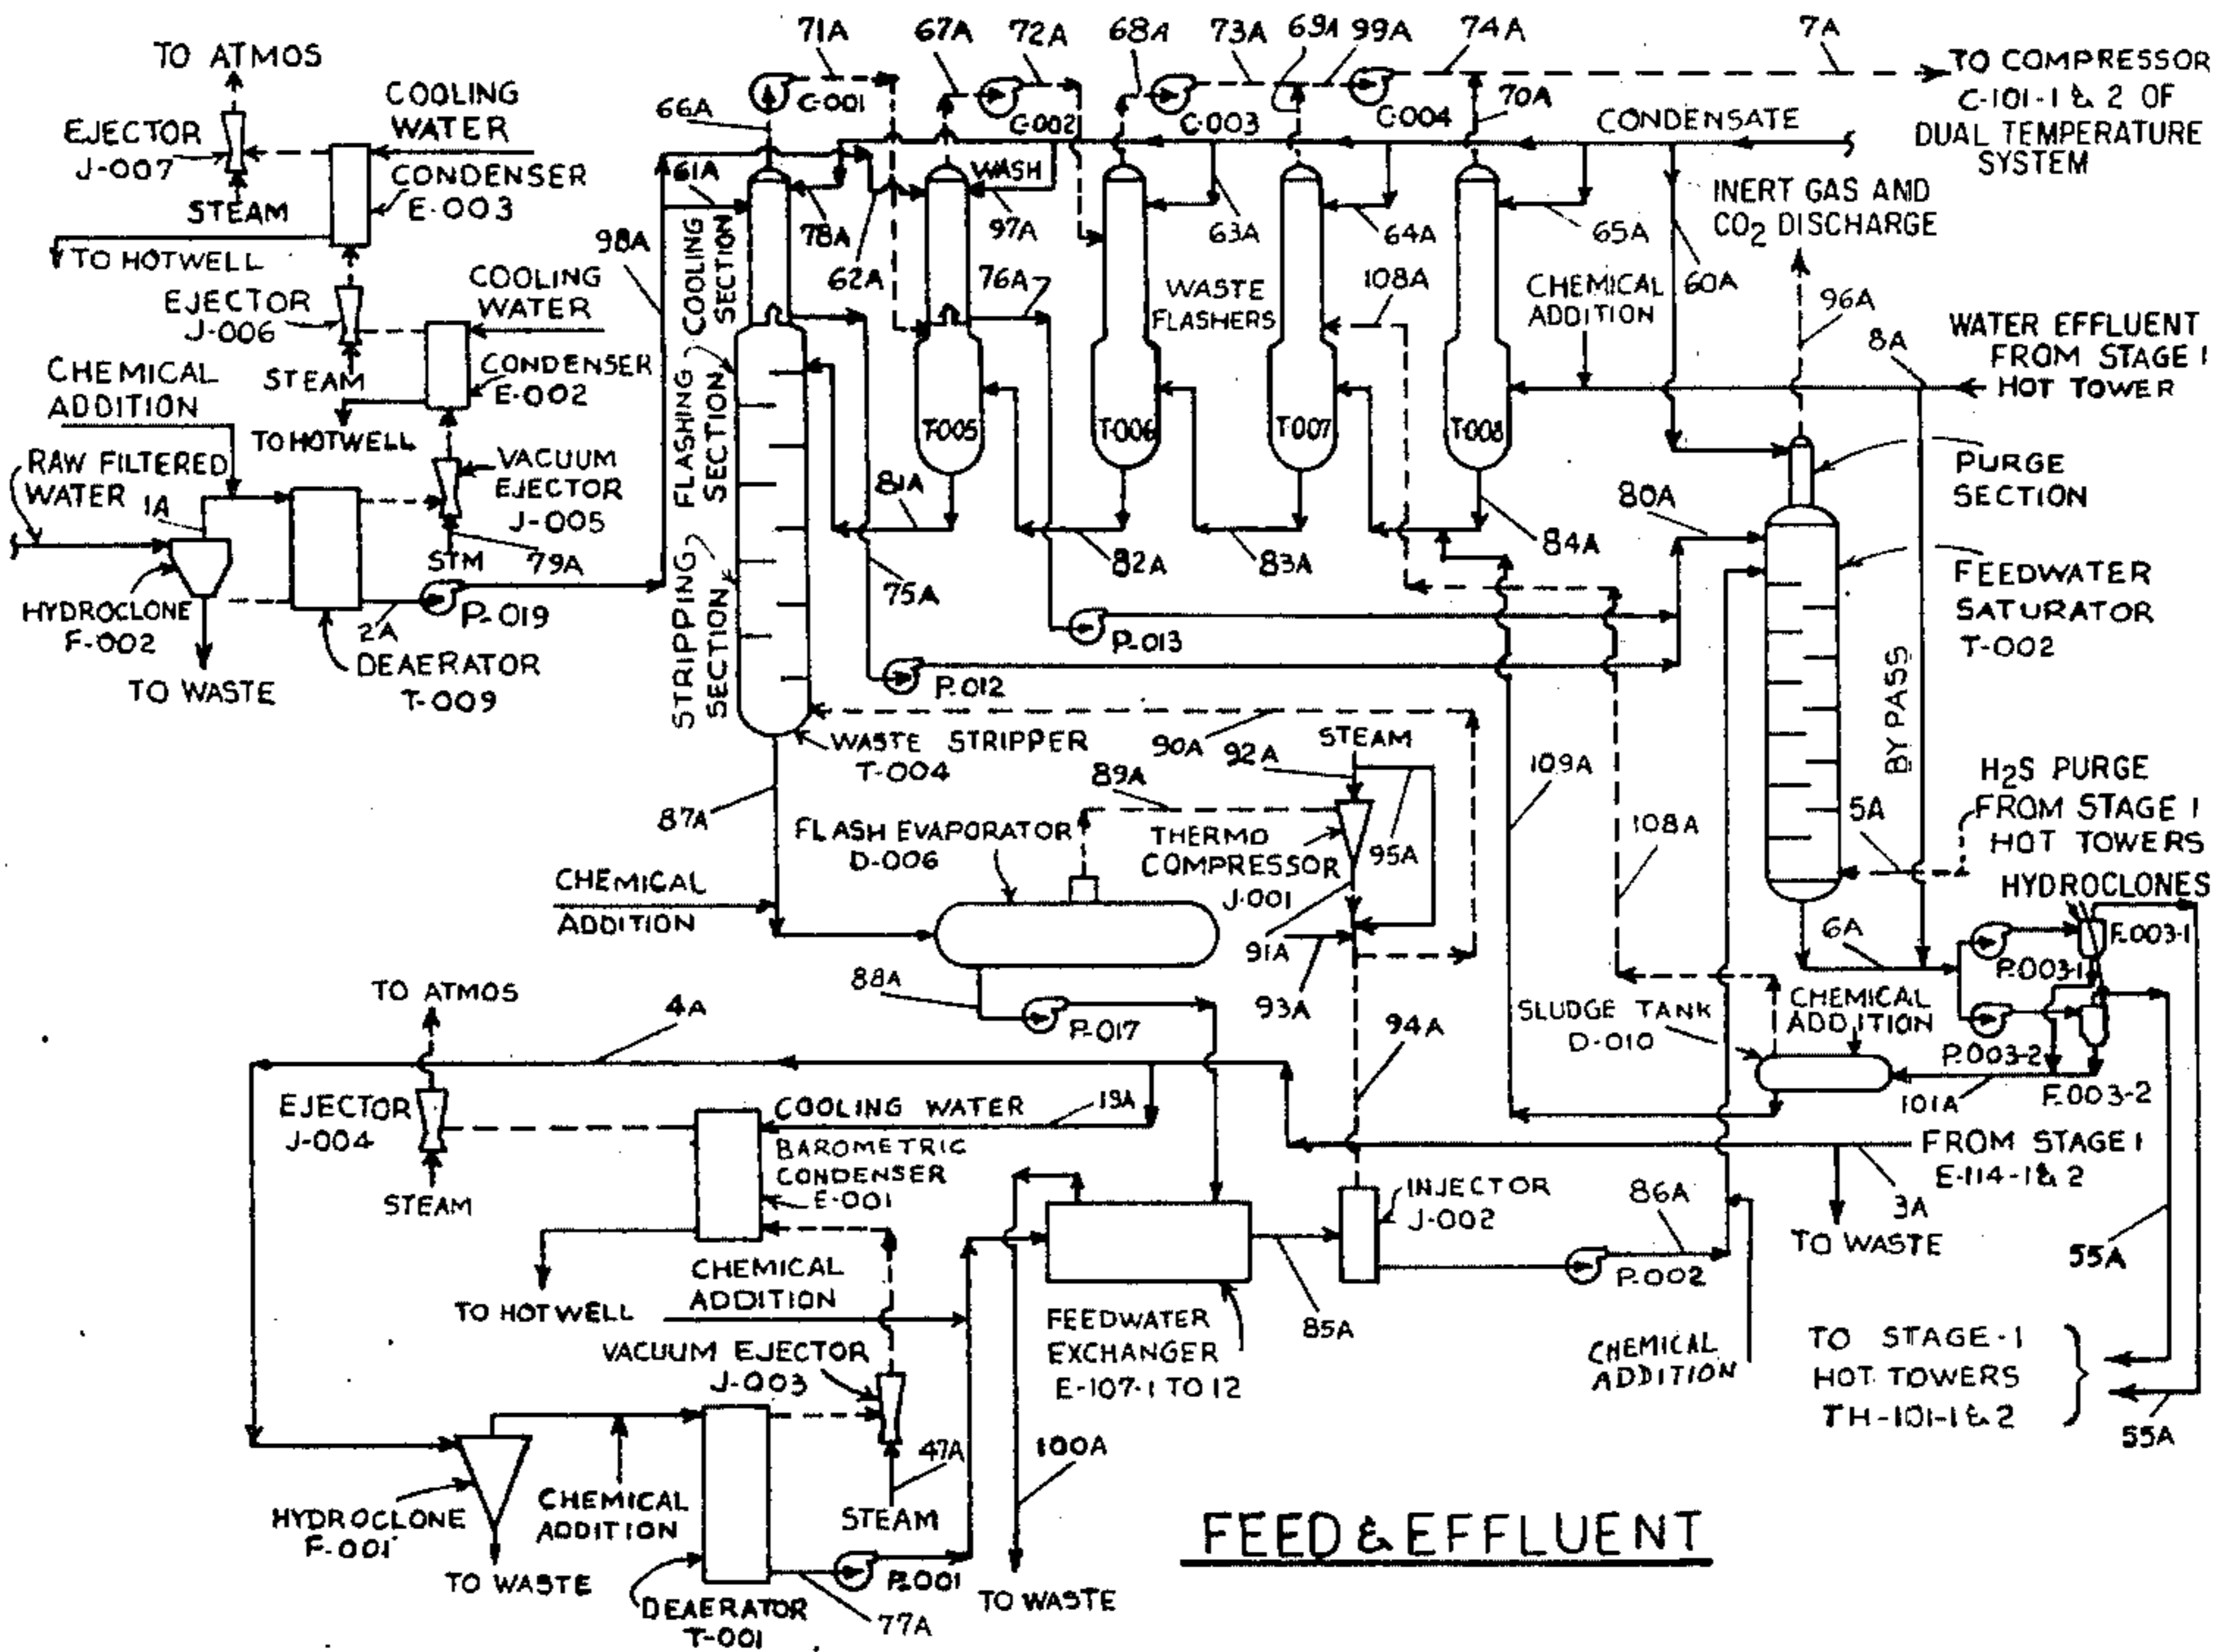 71A
67A
72A
68A
73A
69A
99A
74A
7A
TO ATMOS
COOLING
WATER
EJECTOR
J-007
STEAM
CONDENSER
E-003
TO HOTWELL
COOLING
WATER
EJECTOR
J-006
STEAM
CONDENSER
E-002
TO HOTWELL
CHEMICAL
ADDITION
RAW FILTERED
WATER
1A
VACUUM
EJECTOR
J-005
STM
79A
HYDROCLONE
F-002
2A
P-019
DEAERATOR
T-009
TO WASTE
98A
66A
61A
C-001
C-002
C-003
C-004
70A
CONDENSATE
TO COMPRESSOR
C-101-1 & 2 OF
DUAL TEMPERATURE
SYSTEM
WASH
78A
62A
97A
76A
63A
64A
65A
60A
COOLING
SECTION
FLASHING
SECTION
STRIPPING
SECTION
WASTE
FLASHERS
108A
CHEMICAL
ADDITION
INERT GAS AND
CO2 DISCHARGE
96A
8A
WATER EFFLUENT
FROM STAGE 1
HOT TOWER
T-005
T-006
T-007
T-008
81A
82A
83A
84A
80A
PURGE
SECTION
75A
P-013
P-012
FEEDWATER
SATURATOR
T-002
BYPASS
WASTE STRIPPER
T-004
90A
87A
89A
92A
STEAM
95A
109A
108A
5A
H2S PURGE
FROM STAGE 1
HOT TOWERS
FLASH EVAPORATOR
D-006
THERMO
COMPRESSOR
J-001
CHEMICAL
ADDITION
91A
93A
94A
88A
P-017
HYDROCLONES
6A
F-003-1
P-003-1
P-003-2
F-003-2
SLUDGE TANK
D-010
CHEMICAL
ADDITION
101A
TO ATMOS
4A
EJECTOR
J-004
STEAM
COOLING WATER
13A
BAROMETRIC
CONDENSER
E-001
TO HOTWELL
CHEMICAL
ADDITION
FROM STAGE 1
E-114-1 & 2
3A
TO WASTE
INJECTOR
J-002
86A
P-002
85A
55A
FEEDWATER
EXCHANGER
E-107-1 TO 12
CHEMICAL
ADDITION
TO STAGE-1
HOT TOWERS
TH-101-1 & 2
55A
VACUUM EJECTOR
J-003
47A
STEAM
100A
HYDROCLONE
F-001
CHEMICAL
ADDITION
TO WASTE
DEAERATOR
T-001
P-001
77A
TO WASTE
FEED & EFFLUENT